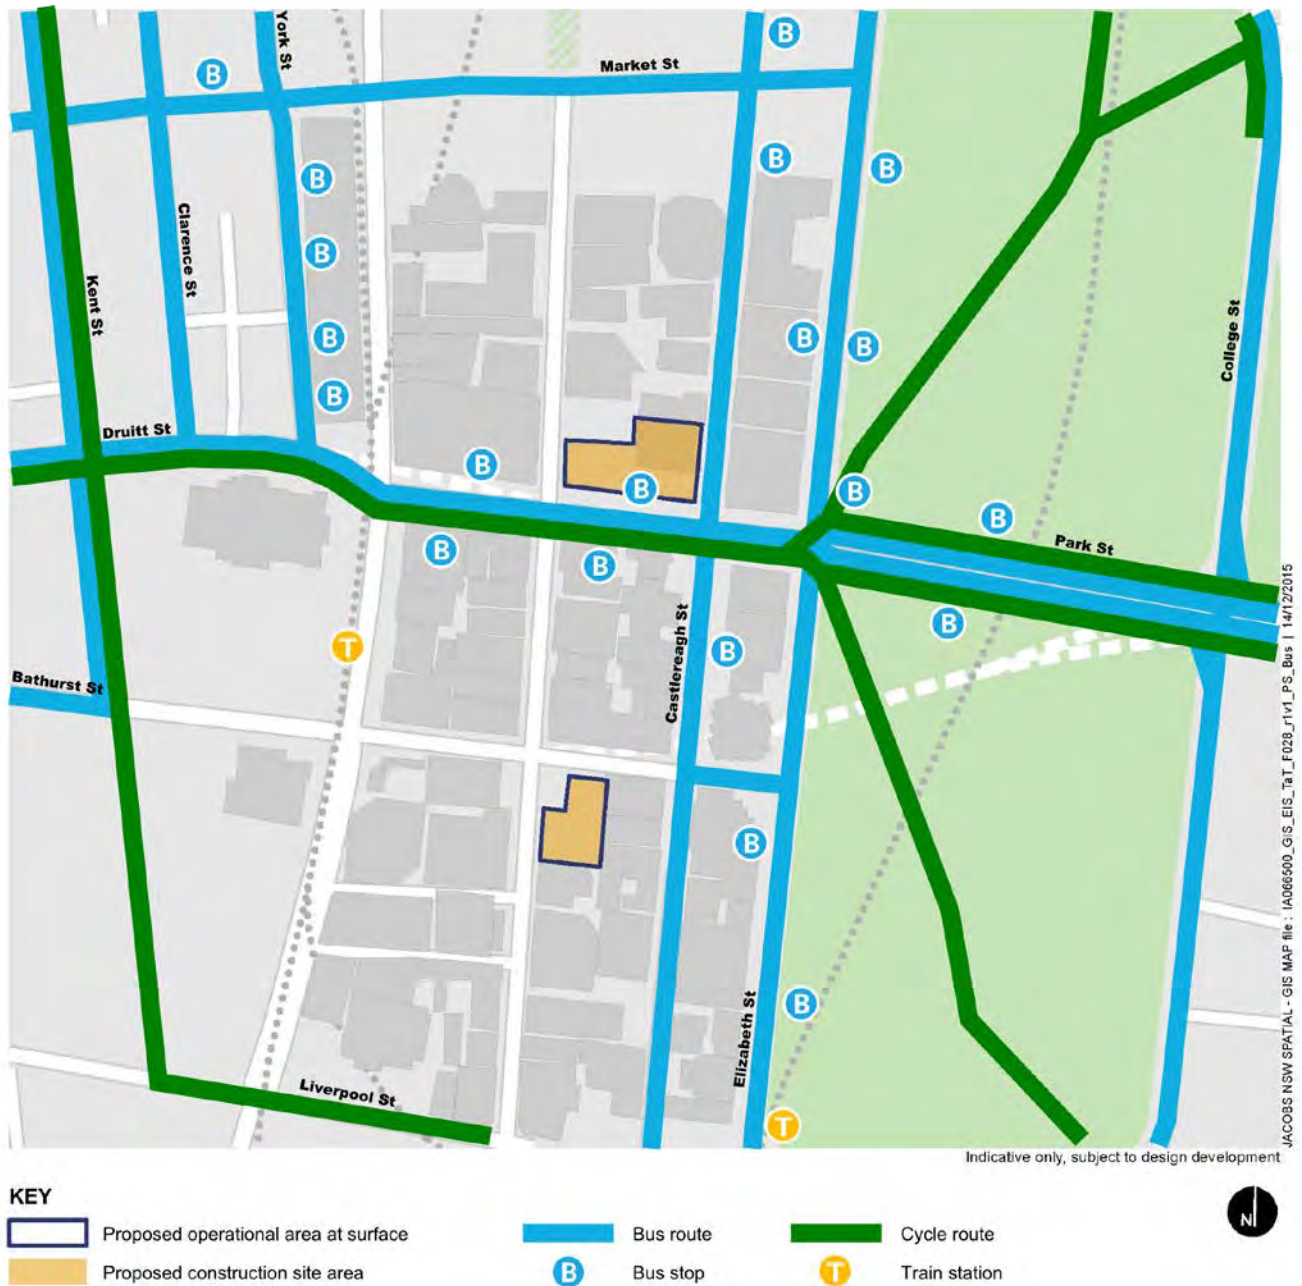 York St
B
B
Market St
B
B
B
Clarence St
B
Kent St
B
B
B
College St
B
Druitt St
B
B
B
B
Park St
B
B
B
Castlereagh St
B
T
B
Bathurst St
B
Elizabeth St
B
Liverpool St
T
JACOBS NSW SPATIAL - GIS MAP file : IA066500_GIS_EIS_TaT_F028_r1v1_PS_Bus | 14/12/2015
Indicative only, subject to design development
KEY
N
Proposed operational area at surface
Bus route
Cycle route
Proposed construction site area
B Bus stop
T Train station